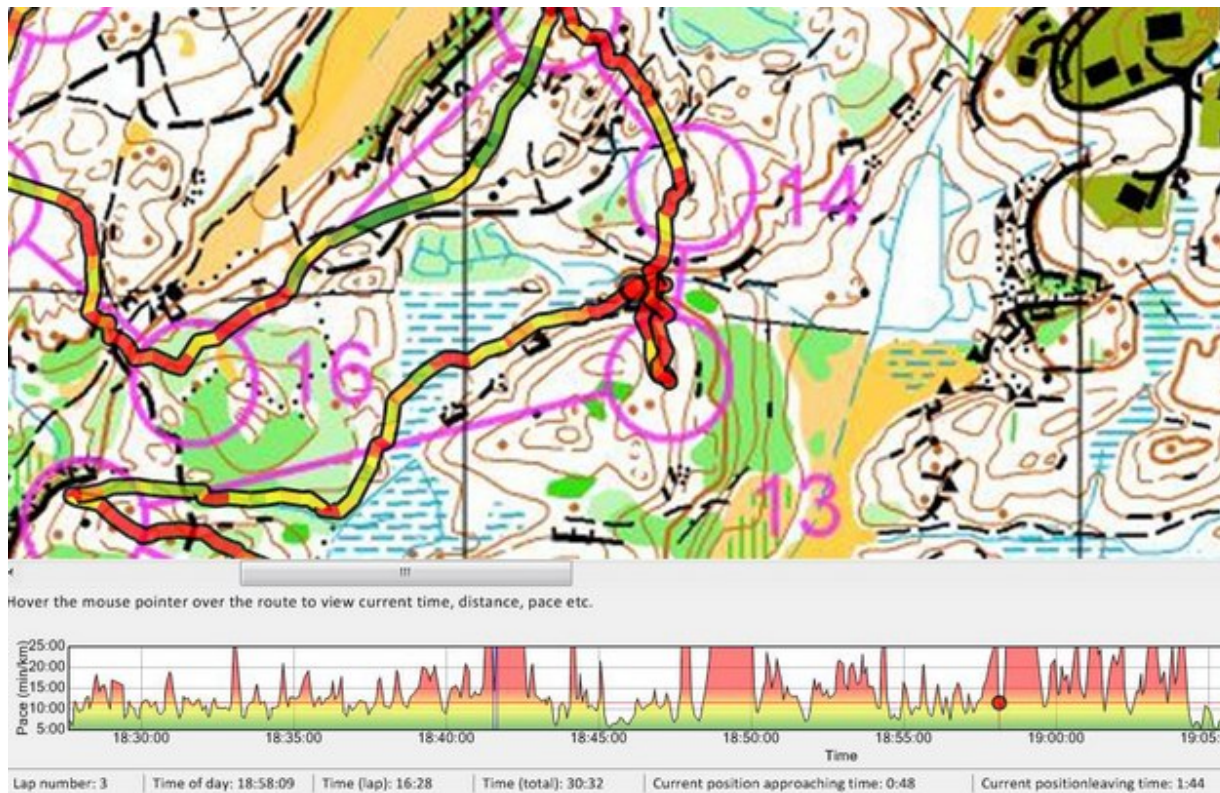 14
16
13
Hover the mouse pointer over the route to view current time, distance, pace etc.
Pace (min/km)
25:00
20:00
15:00
10:00
5:00
18:30:00 18:35:00 18:40:00 18:45:00 18:50:00 18:55:00 19:00:00 19:05:
Time
Lap number: 3 Time of day: 18:58:09 Time (lap): 16:28 Time (total): 30:32 Current position approaching time: 0:48 Current positionleaving time: 1:44